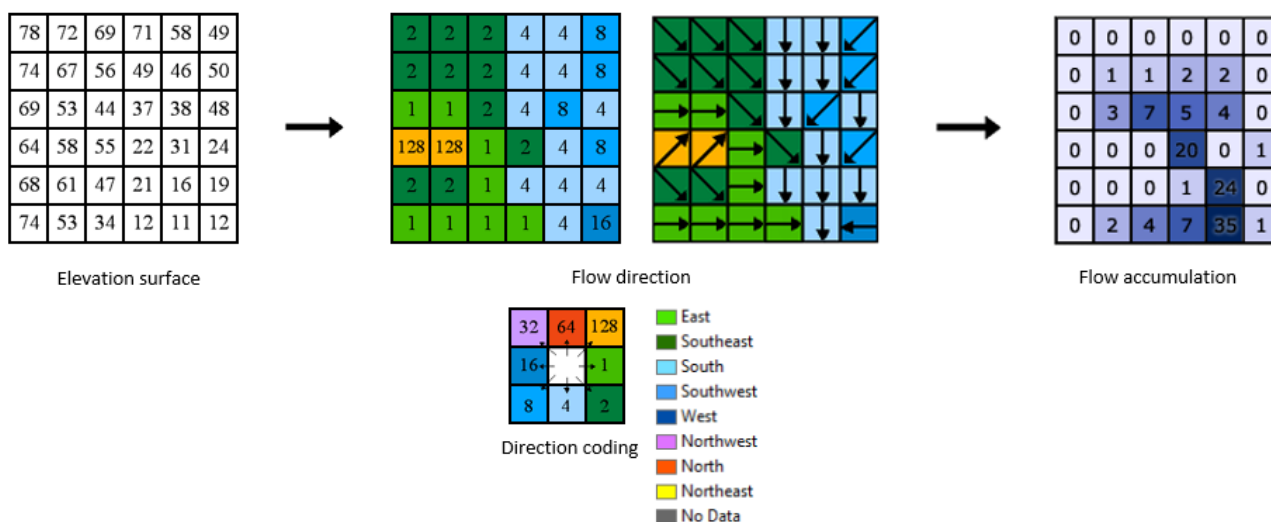 78 72 69 71 58 49
74 67 56 49 46 50
69 53 44 37 38 48
64 58 55 22 31 24
68 61 47 21 16 19
74 53 34 12 11 12
Elevation surface
2 2 2 4 4 8
2 2 2 4 4 8
1 1 2 4 8 4
128 128 1 2 4 8
2 2 1 4 4 4
1 1 1 1 4 16
Flow direction
0 0 0 0 0 0
0 1 1 2 2 0
0 3 7 5 4 0
0 0 0 20 0 1
0 0 0 1 24 0
0 2 4 7 35 1
Flow accumulation
32 64 128
16 1
8 4 2
Direction coding
East
Southeast
South
Southwest
West
Northwest
North
Northeast
No Data